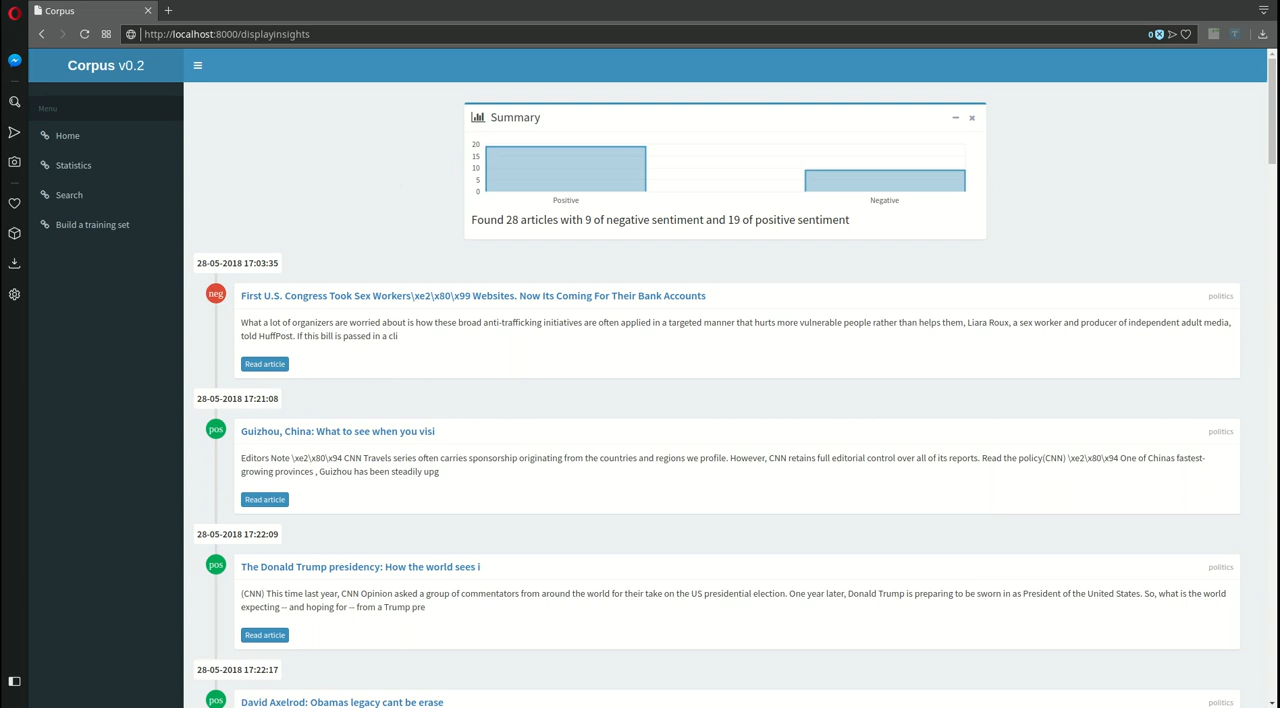 Corpus
http://localhost:8000/displayinsights
0
Corpus v0.2
Menu
Home
Statistics
Search
Build a training set
Summary
20
15
10
5
0
Positive
Negative
Found 28 articles with 9 of negative sentiment and 19 of positive sentiment
28-05-2018 17:03:35
neg
First U.S. Congress Took Sex Workers\xe2\x80\x99 Websites. Now Its Coming For Their Bank Accounts
politics
What a lot of organizers are worried about is how these broad anti-trafficking initiatives are often applied in a targeted manner that hurts more vulnerable people rather than helps them, Liara Roux, a sex worker and producer of independent adult media,
told HuffPost. If this bill is passed in a cli
Read article
28-05-2018 17:21:08
pos
Guizhou, China: What to see when you visi
politics
Editors Note \xe2\x80\x94 CNN Travels series often carries sponsorship originating from the countries and regions we profile. However, CNN retains full editorial control over all of its reports. Read the policy(CNN) \xe2\x80\x94 One of Chinas fastest-
growing provinces , Guizhou has been steadily upg
Read article
28-05-2018 17:22:09
pos
The Donald Trump presidency: How the world sees i
politics
(CNN) This time last year, CNN Opinion asked a group of commentators from around the world for their take on the US presidential election. One year later, Donald Trump is preparing to be sworn in as President of the United States. So, what is the world
expecting -- and hoping for -- from a Trump pre
Read article
28-05-2018 17:22:17
pos
David Axelrod: Obamas legacy cant be erase
politics